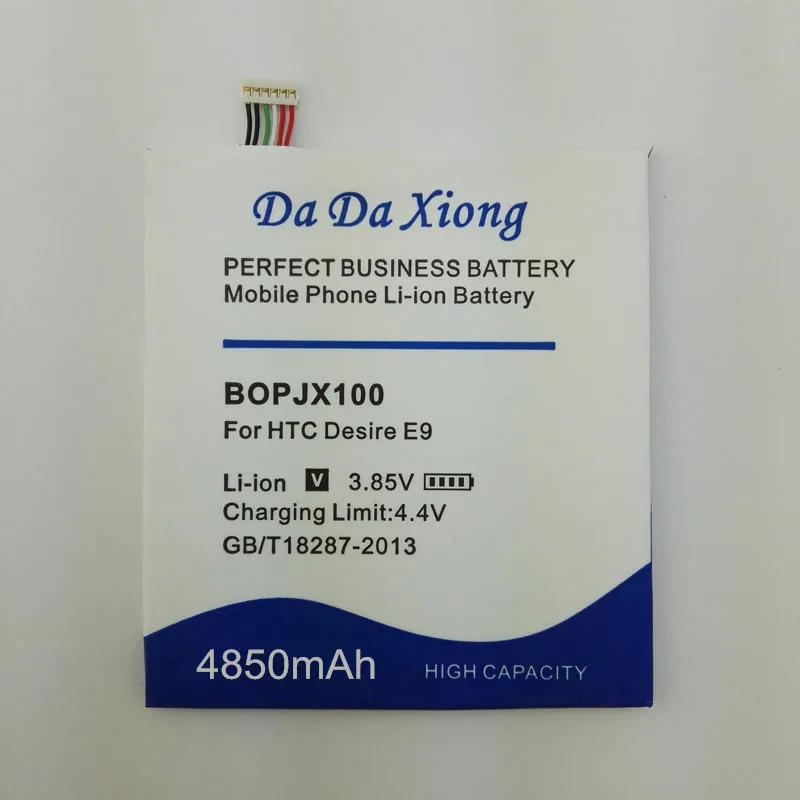 Da Da Xiong
PERFECT BUSINESS BATTERY
Mobile Phone Li-ion Battery
BOPJX100
For HTC Desire E9
Li-ion V 3.85V
Charging Limit:4.4V
GB/T18287-2013
4850mAh HIGH CAPACITY